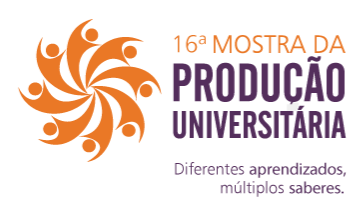 16ª MOSTRA DA
PRODUÇÃO
UNIVERSITÁRIA
Diferentes aprendizados,
múltiplos saberes.